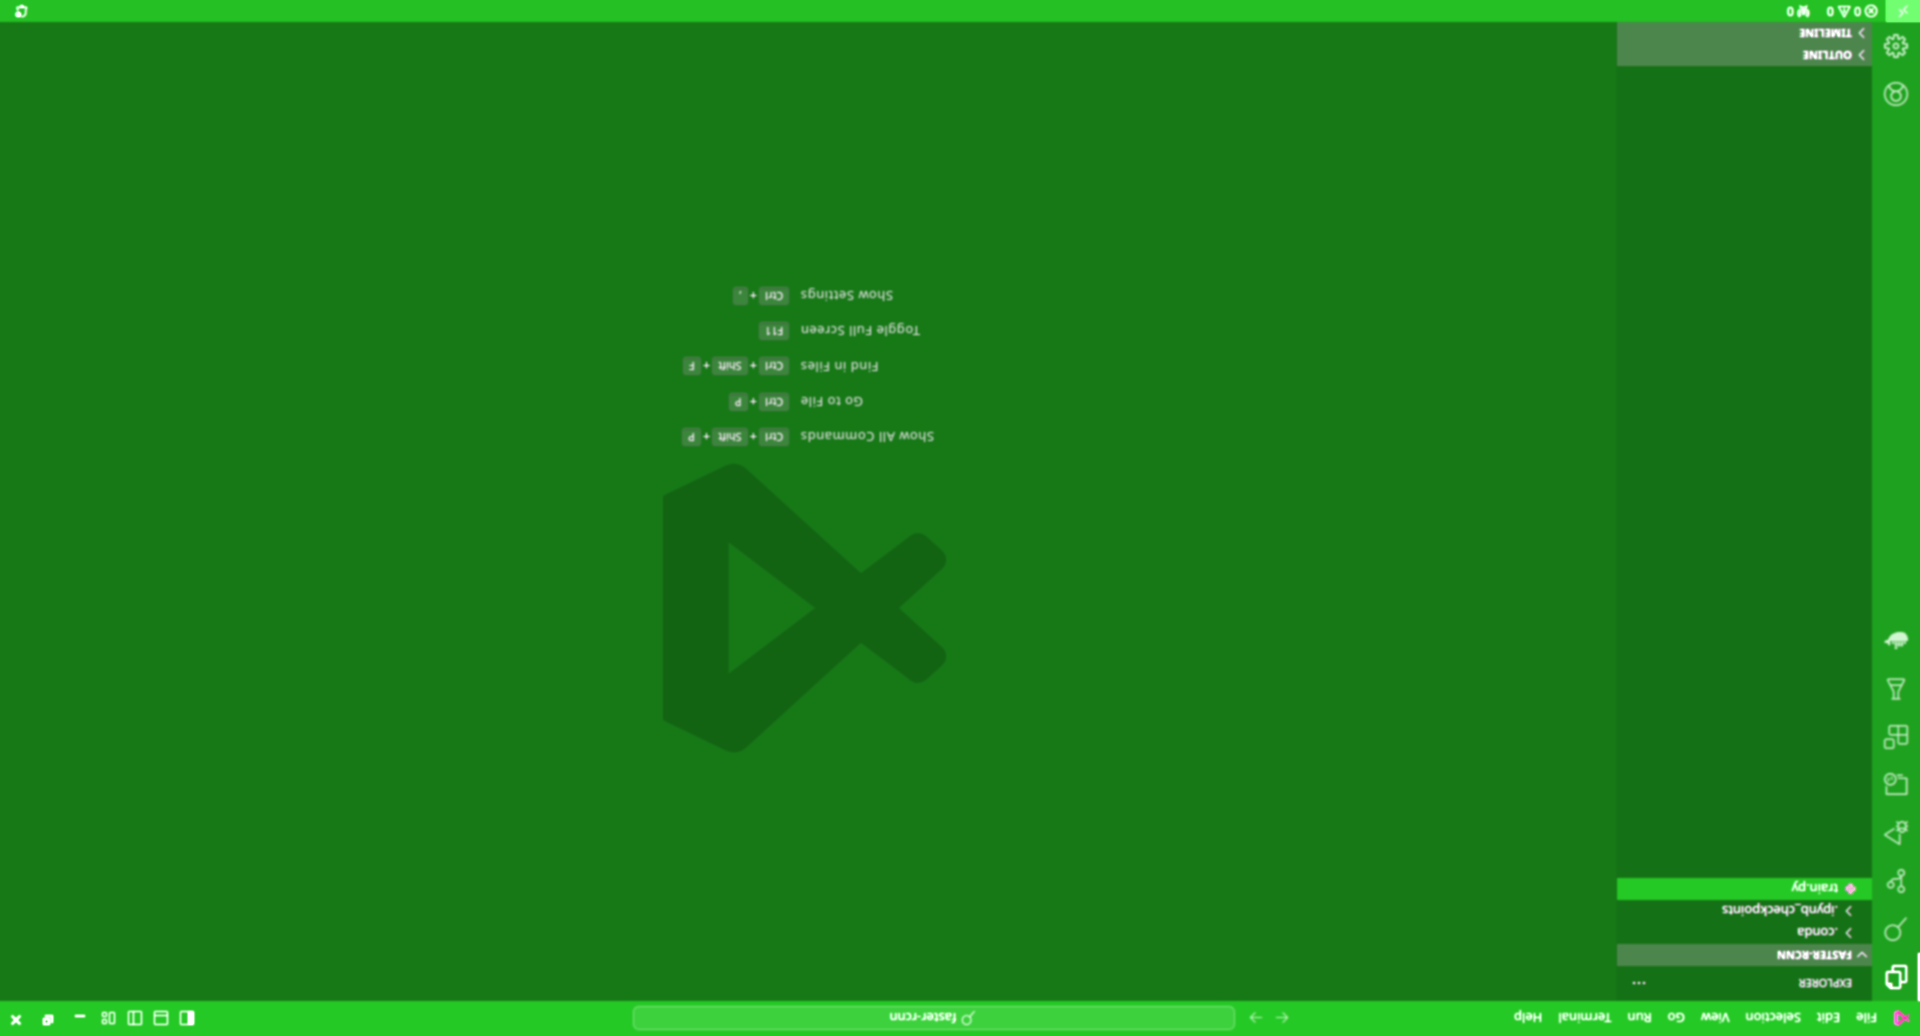 File Edit Selection View Go Run Terminal Help
faster-rcnn
EXPLORER
FASTER-RCNN
.conda
.ipynb_checkpoints
train.py
Show All Commands Ctrl + Shift + P
Go to File Ctrl + P
Find in Files Ctrl + Shift + F
Toggle Full Screen F11
Show Settings Ctrl + ,
OUTLINE
TIMELINE
0 0 0